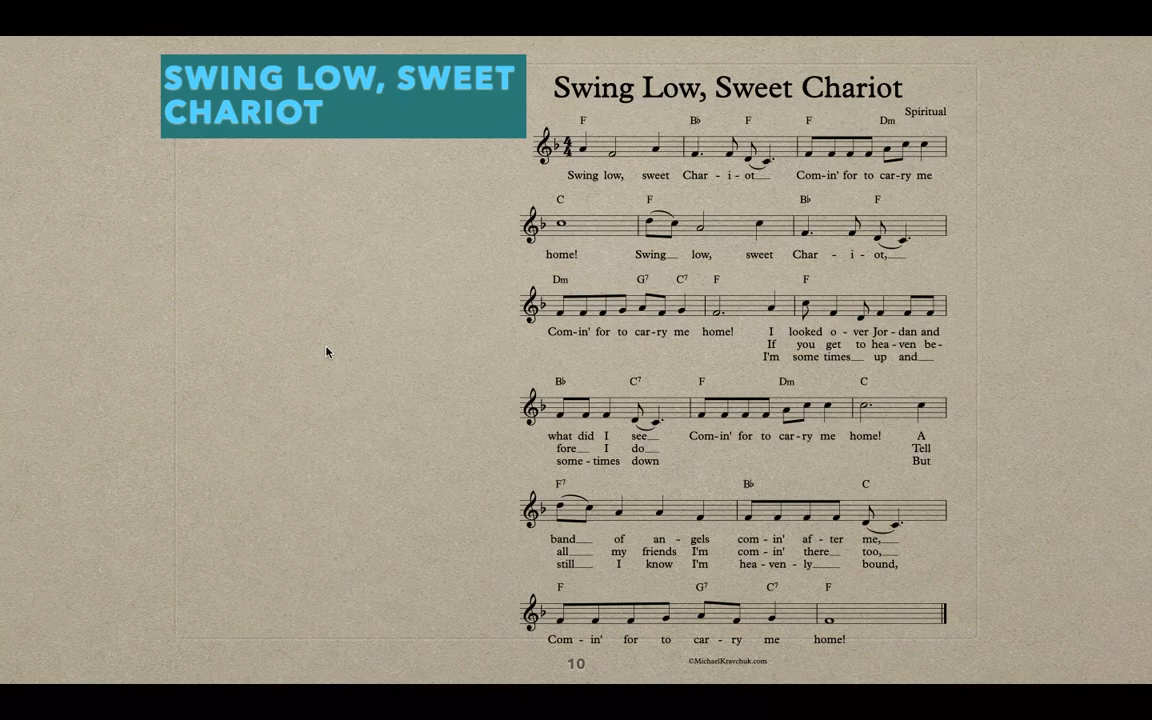 SWING LOW, SWEET
CHARIOT
Swing Low, Sweet Chariot
Spiritual
F B♭ F F Dm
4
4
Swing low, sweet Char - i - ot Com-in' for to car-ry me
C F B♭ F
home! Swing low, sweet Char - i - ot,
Dm G7 C7 F F
Com-in' for to car-ry me home! I looked o - ver Jor - dan and
If you get to hea - ven be-
I'm some times up and
B♭ C7 F Dm C
what did I see Com-in' for to car-ry me home! A
fore I do Tell
some - times down But
F7 B♭ C
band of an - gels com - in' af - ter me,
all my friends I'm com - in' there too,
still I know I'm hea - ven - ly bound,
F G7 C7 F
Com - in' for to car - ry me home!
10
©MichaelKravchuk.com